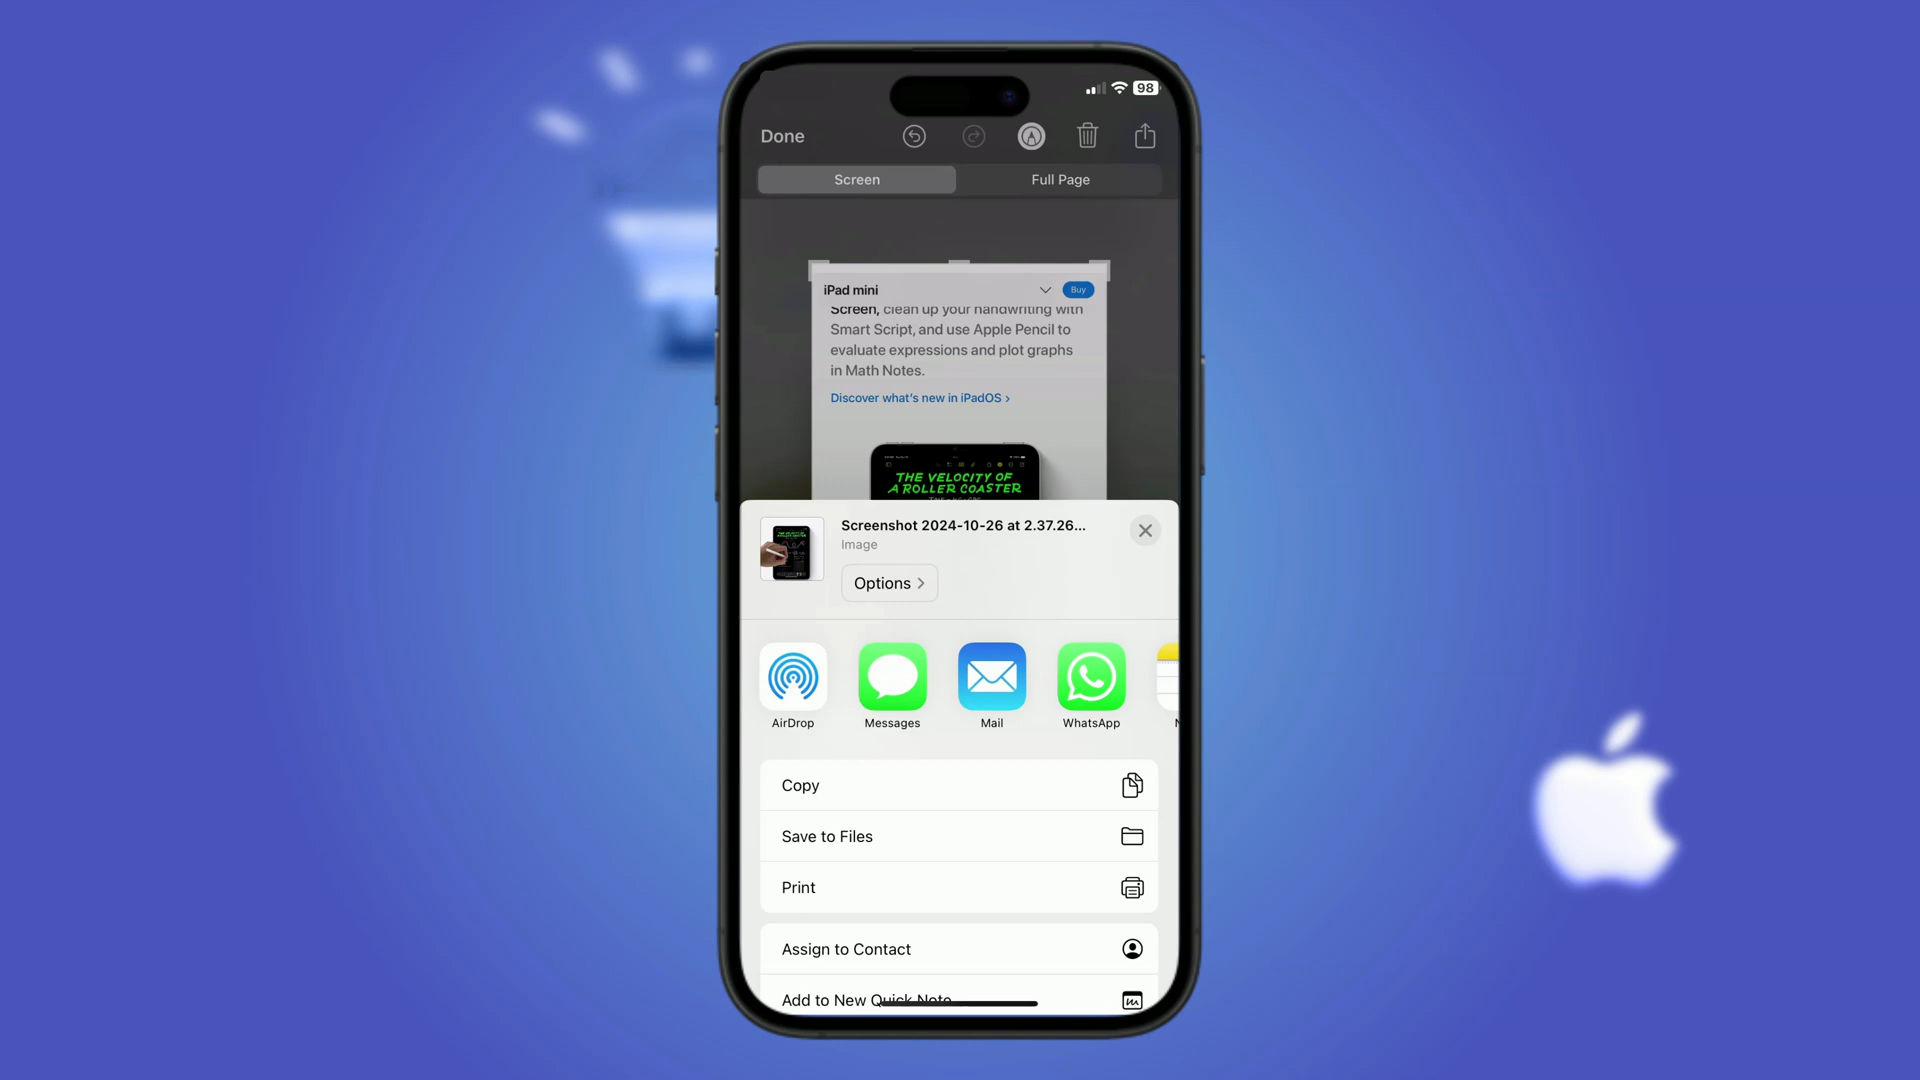 98
Done
Screen
Full Page
iPad mini
Buy
Screen, clean up your handwriting with
Smart Script, and use Apple Pencil to
evaluate expressions and plot graphs
in Math Notes.
Discover what's new in iPadOS ›
THE VELOCITY OF
A ROLLER COASTER
Screenshot 2024-10-26 at 2.37.26...
Image
Options
AirDrop
Messages
Mail
WhatsApp
Copy
Save to Files
Print
Assign to Contact
Add to New Quick Note